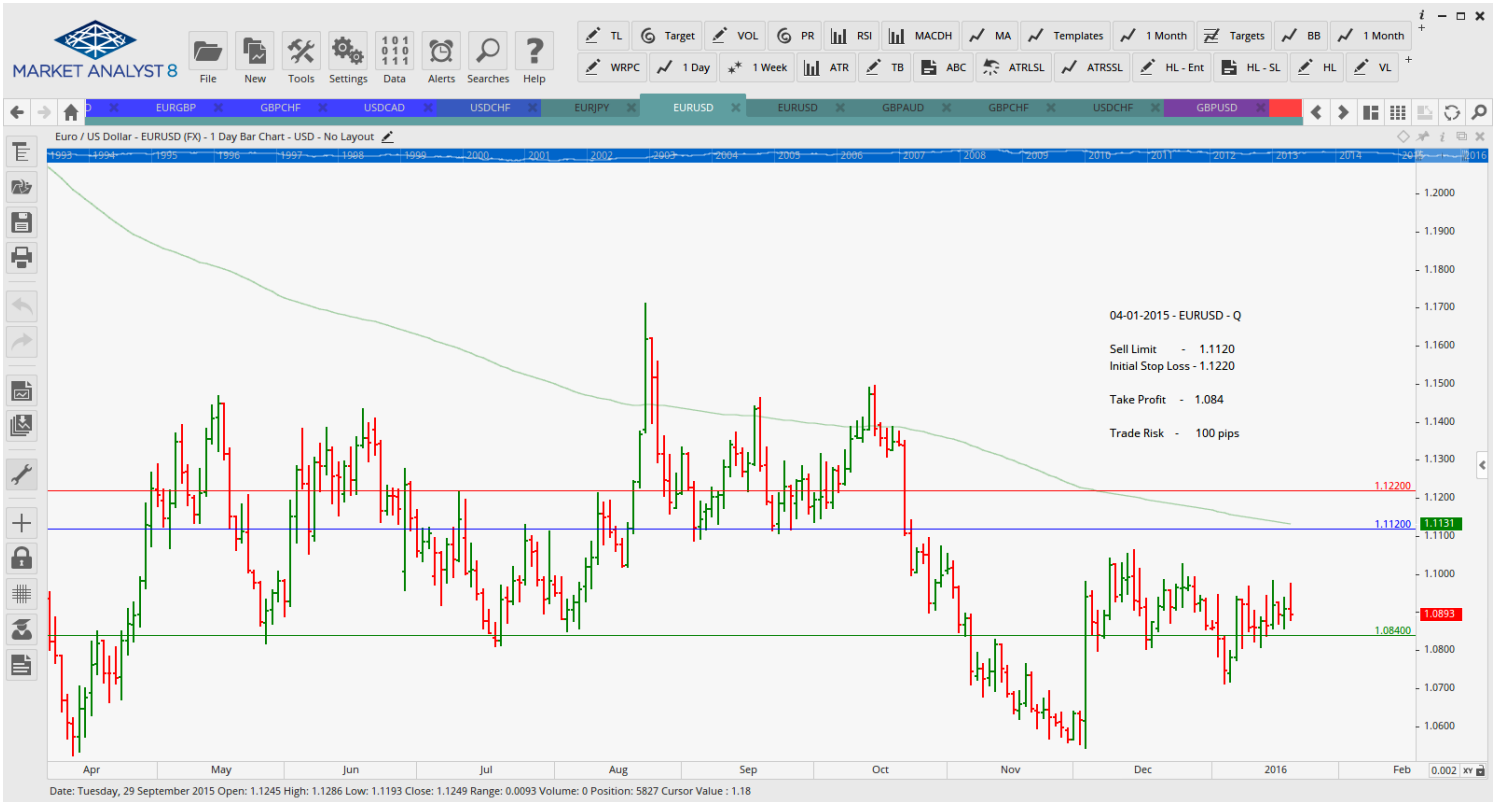 i
TL Target VOL PR RSI MACDH MA Templates 1 Month Targets BB 1 Month
MARKET ANALYST 8
File New Tools Settings Data Alerts Searches Help
101
010
111
WRPC 1 Day 1 Week ATR TB ABC ATRLSL ATRSSL HL - Ent HL - SL HL VL
D EURGBP GBPCHF USDCAD USDCHF EURJPY EURUSD EURUSD GBPAUD GBPCHF USDCHF GBPUSD
Euro / US Dollar - EURUSD (FX) - 1 Day Bar Chart - USD - No Layout
1993 1994 1995 1996 1997 1998 1999 2000 2001 2002 2003 2004 2005 2006 2007 2008 2009 2010 2011 2012 2013 2014 2015 2016
1.2000
1.1900
1.1800
1.1700
04-01-2015 - EURUSD - Q
1.1600
Sell Limit - 1.1120
Initial Stop Loss - 1.1220
1.1500
Take Profit - 1.084
1.1400
Trade Risk - 100 pips
1.1300
1.12200
1.1200
1.11200
1.1131
1.1100
1.1000
1.0893
1.08400
1.0800
1.0700
1.0600
Apr May Jun Jul Aug Sep Oct Nov Dec 2016 Feb 0.002 XY
Date: Tuesday, 29 September 2015 Open: 1.1245 High: 1.1286 Low: 1.1193 Close: 1.1249 Range: 0.0093 Volume: 0 Position: 5827 Cursor Value : 1.18